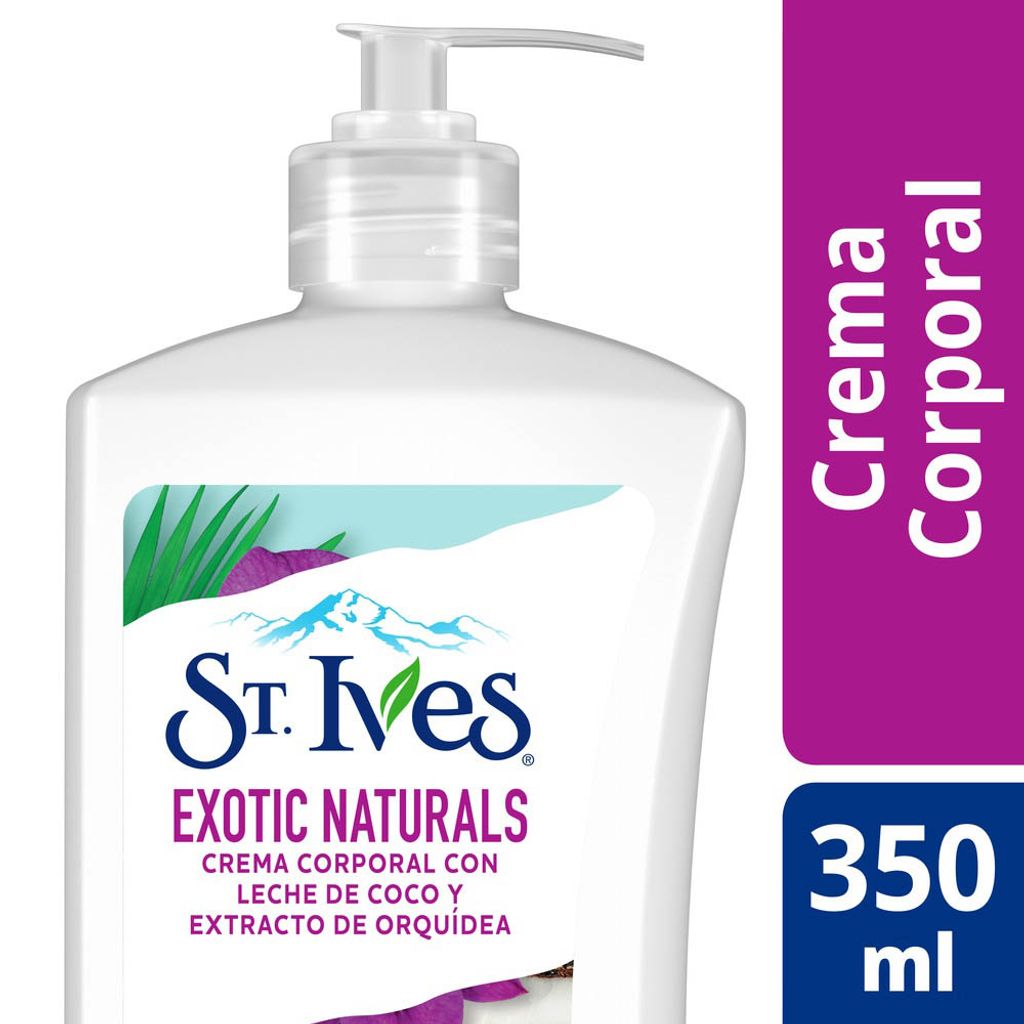 St. Ives®
EXOTIC NATURALS
CREMA CORPORAL CON
LECHE DE COCO Y
EXTRACTO DE ORQUÍDEA
Crema
Corporal
350
ml